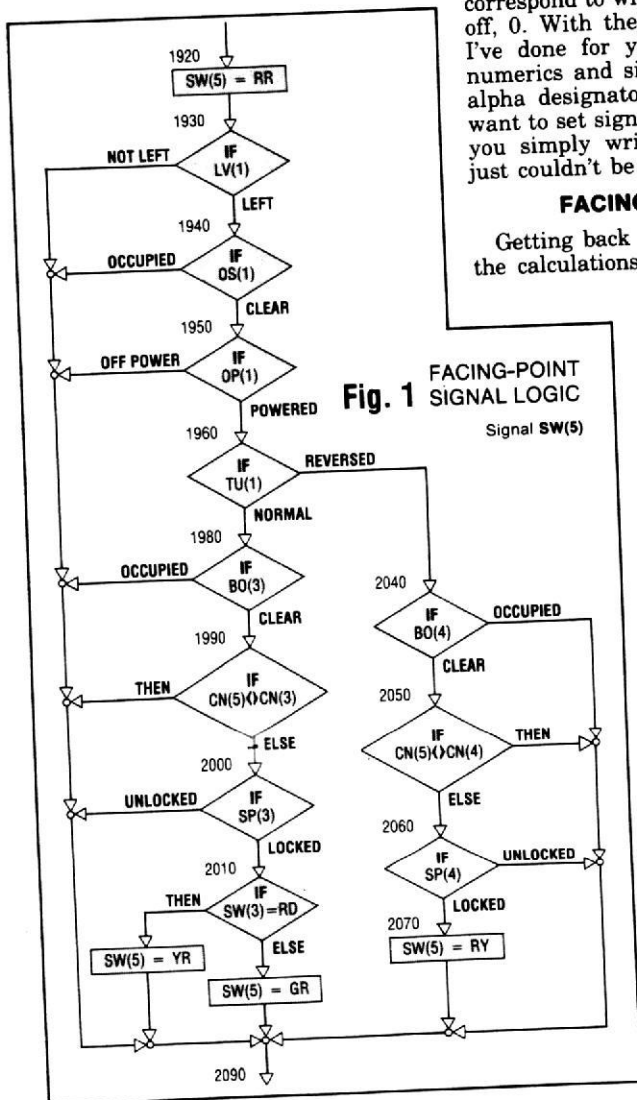 correspond to
off, 0. With the
I've done for y
numerics and si
alpha designato
want to set sign
you simply wri
just couldn't be
FACING
Getting back
the calculations
Fig. 1
FACING-POINT
SIGNAL LOGIC
Signal SW(5)
1920
SW(5) = RR
1930
NOT LEFT
IF
LV(1)
LEFT
1940
OCCUPIED
IF
OS(1)
CLEAR
1950
OFF POWER
IF
OP(1)
POWERED
1960
IF
TU(1)
REVERSED
NORMAL
1980
OCCUPIED
IF
BO(3)
CLEAR
1990
THEN
IF
CN(5)<>CN(3)
ELSE
2000
UNLOCKED
IF
SP(3)
LOCKED
2010
THEN
IF
SW(3)=RD
ELSE
SW(5) = YR
SW(5) = GR
2040
IF
BO(4)
OCCUPIED
CLEAR
2050
IF
CN(5)<>CN(4)
THEN
ELSE
2060
IF
SP(4)
UNLOCKED
LOCKED
2070
SW(5) = RY
2090